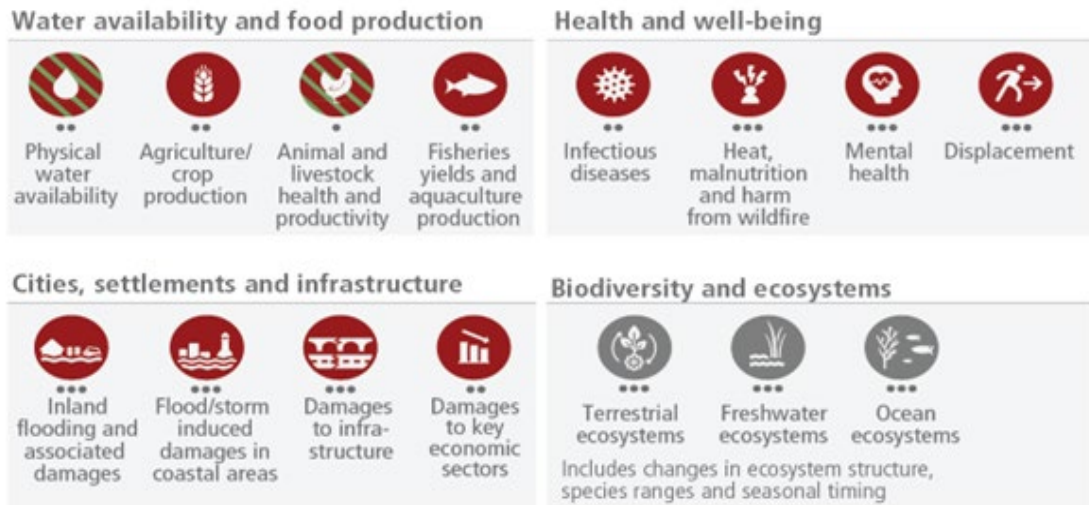 Water availability and food production
Physical
water
availability
Agriculture/
crop
production
Animal and
livestock
health and
productivity
Fisheries
yields and
aquaculture
production
Health and well-being
Infectious
diseases
Heat,
malnutrition
and harm
from wildfire
Mental
health
Displacement
Cities, settlements and infrastructure
Inland
flooding and
associated
damages
Flood/storm
induced
damages in
coastal areas
Damages
to infra-
structure
Damages
to key
economic
sectors
Biodiversity and ecosystems
Terrestrial
ecosystems
Freshwater
ecosystems
Ocean
ecosystems
Includes changes in ecosystem structure,
species ranges and seasonal timing